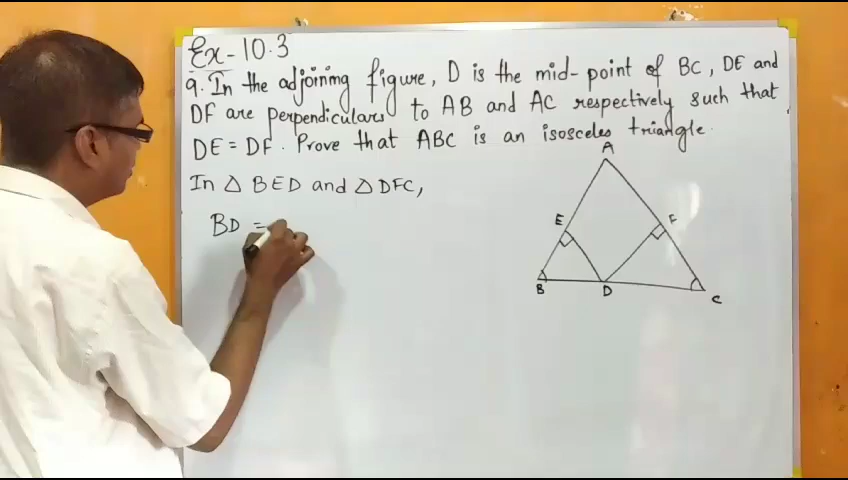 Ex-10.3
9. In the adjoining figure, D is the mid-point of BC, DE and
DF are perpendiculars to AB and AC respectively such that
DE = DF. Prove that ABC is an isosceles triangle.
In △ BED and △ DFC,
BD =
A
E
F
B
D
C